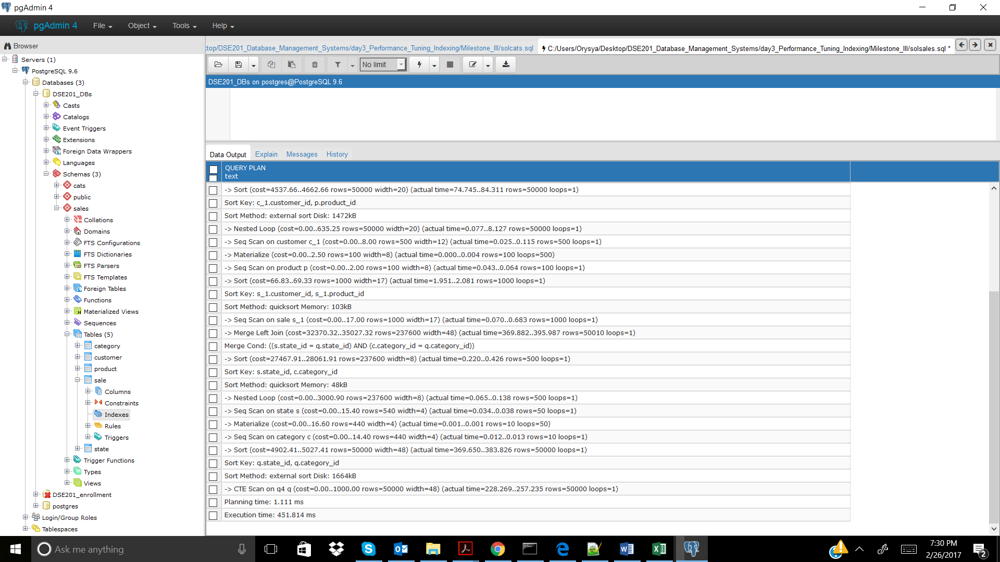 pgAdmin 4
pgAdmin 4 File Object Tools Help
Browser
Servers (1)
PostgreSQL 9.6
Databases (3)
DSE201_DBs
Casts
Catalogs
Event Triggers
Extensions
Foreign Data Wrappers
Languages
Schemas (3)
cats
public
sales
Collations
Domains
FTS Configurations
FTS Dictionaries
FTS Parsers
FTS Templates
Foreign Tables
Functions
Materialized Views
Sequences
Tables (5)
category
customer
product
sale
Columns
Constraints
Indexes
Rules
Triggers
state
Trigger Functions
Types
Views
DSE201_enrollment
postgres
Login/Group Roles
Tablespaces
ktop/DSE201_Database_Management_Systems/day3_Performance_Tuning_Indexing/Milestone_III/solcats.sql
C:/Users/Orysya/Desktop/DSE201_Database_Management_Systems/day3_Performance_Tuning_Indexing/Milestone_III/solsales.sql *
No limit
DSE201_DBs on postgres@PostgreSQL 9.6
Data Output Explain Messages History
QUERY PLAN
text
-> Sort (cost=4537.66..4662.66 rows=50000 width=20) (actual time=74.745..84.311 rows=50000 loops=1)
Sort Key: c_1.customer_id, p.product_id
Sort Method: external sort Disk: 1472kB
-> Nested Loop (cost=0.00..635.25 rows=50000 width=20) (actual time=0.077..8.127 rows=50000 loops=1)
-> Seq Scan on customer c_1 (cost=0.00..8.00 rows=500 width=12) (actual time=0.025..0.115 rows=500 loops=1)
-> Materialize (cost=0.00..2.50 rows=100 width=8) (actual time=0.000..0.004 rows=100 loops=500)
-> Seq Scan on product p (cost=0.00..2.00 rows=100 width=8) (actual time=0.043..0.064 rows=100 loops=1)
-> Sort (cost=66.83..69.33 rows=1000 width=17) (actual time=1.951..2.081 rows=1000 loops=1)
Sort Key: s_1.customer_id, s_1.product_id
Sort Method: quicksort Memory: 103kB
-> Seq Scan on sale s_1 (cost=0.00..17.00 rows=1000 width=17) (actual time=0.070..0.683 rows=1000 loops=1)
-> Merge Left Join (cost=32370.32..35027.32 rows=237600 width=48) (actual time=369.882..395.987 rows=50010 loops=1)
Merge Cond: ((s.state_id = q.state_id) AND (c.category_id = q.category_id))
-> Sort (cost=27467.91..28061.91 rows=237600 width=8) (actual time=0.220..0.426 rows=500 loops=1)
Sort Key: s.state_id, c.category_id
Sort Method: quicksort Memory: 48kB
-> Nested Loop (cost=0.00..3000.90 rows=237600 width=8) (actual time=0.065..0.138 rows=500 loops=1)
-> Seq Scan on state s (cost=0.00..15.40 rows=540 width=4) (actual time=0.034..0.038 rows=50 loops=1)
-> Materialize (cost=0.00..16.60 rows=440 width=4) (actual time=0.001..0.001 rows=10 loops=50)
-> Seq Scan on category c (cost=0.00..14.40 rows=440 width=4) (actual time=0.012..0.013 rows=10 loops=1)
-> Sort (cost=4902.41..5027.41 rows=50000 width=48) (actual time=369.650..383.826 rows=50000 loops=1)
Sort Key: q.state_id, q.category_id
Sort Method: external sort Disk: 1664kB
-> CTE Scan on q4 q (cost=0.00..1000.00 rows=50000 width=48) (actual time=228.269..257.235 rows=50000 loops=1)
Planning time: 1.111 ms
Execution time: 451.814 ms
Ask me anything
7:30 PM
2/26/2017
2